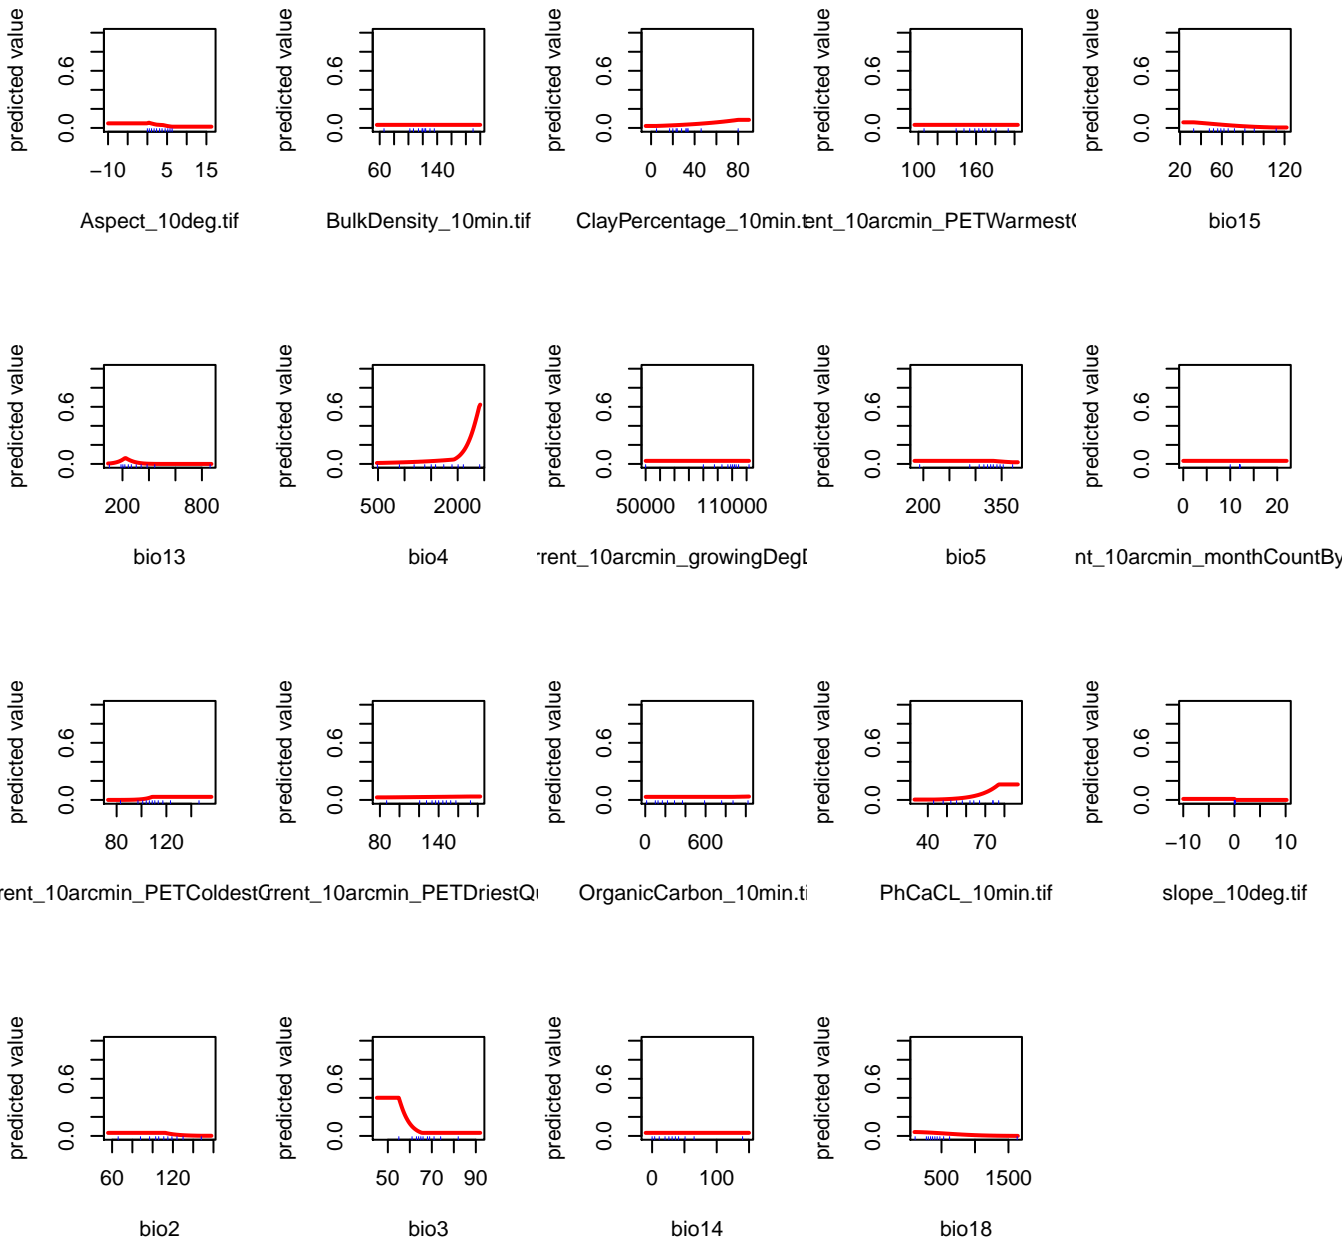 predicted value predicted value predicted value predicted value predicted value
0.0 0.6 0.0 0.6 0.0 0.6 0.0 0.6 0.0 0.6
−10 5 15 60 140 0 40 80 100 160 20 60 120
Aspect_10deg.tif BulkDensity_10min.tif ClayPercentage_10min.t ent_10arcmin_PETWarmestQ bio15
predicted value predicted value predicted value predicted value predicted value
0.0 0.6 0.0 0.6 0.0 0.6 0.0 0.6 0.0 0.6
200 800 500 2000 50000 110000 200 350 0 10 20
bio13 bio4 rrent_10arcmin_growingDegD bio5 nt_10arcmin_monthCountBy
predicted value predicted value predicted value predicted value predicted value
0.0 0.6 0.0 0.6 0.0 0.6 0.0 0.6 0.0 0.6
80 120 80 140 0 600 40 70 −10 0 10
rent_10arcmin_PETColdestQ rrent_10arcmin_PETDriestQu OrganicCarbon_10min.ti PhCaCL_10min.tif slope_10deg.tif
predicted value predicted value predicted value predicted value
0.0 0.6 0.0 0.6 0.0 0.6 0.0 0.6
60 120 50 70 90 0 100 500 1500
bio2 bio3 bio14 bio18